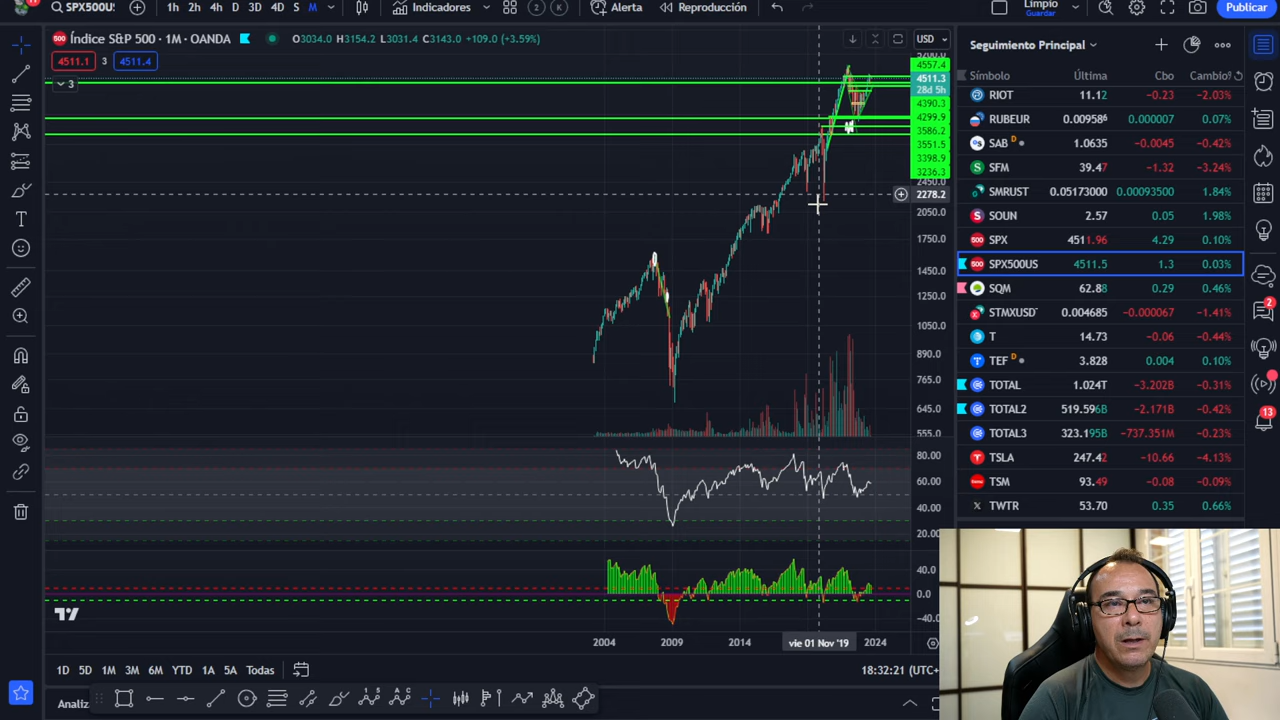 SPX500U
1h 2h 4H D 3D 4D S M
Indicadores
2
K
Alerta
Reproducción
Limpio
Guardar
Publicar
500 Índice S&P 500 · 1M · OANDA
O3034.0 H3154.2 L3031.4 C3143.0 +109.0 (+3.59%)
USD
4511.1 3 4511.4
3
4557.4
4511.3
28d 5h
4390.3
4299.9
3586.2
3551.5
3398.9
3236.3
2450.0
2278.2
2050.0
1750.0
1450.0
1250.0
1050.0
890.0
765.0
645.0
555.0
80.00
60.00
40.00
20.00
40.0
0.0
−40.0
2004 2009 2014 vie 01 Nov '19 2024
1D 5D 1M 3M 6M YTD 1A 5A Todas
18:32:21 (UTC+
Analiz
Seguimiento Principal
Símbolo Última Cbo Cambio%
RIOT 11.12 −0.23 −2.03%
RUBEUR 0.009586 0.000007 0.07%
SAB D 1.0635 −0.0045 −0.42%
SFM 39.47 −1.32 −3.24%
SMRUST 0.05173000 0.00093500 1.84%
SOUN 2.57 0.05 1.98%
SPX 4511.96 4.29 0.10%
SPX500US 4511.5 1.3 0.03%
SQM 62.88 0.29 0.46%
STMXUSD 0.004685 −0.000067 −1.41%
T 14.73 −0.06 −0.44%
TEF D 3.828 0.004 0.10%
TOTAL 1.024T −3.202B −0.31%
TOTAL2 519.596B −2.171B −0.42%
TOTAL3 323.195B −737.351M −0.23%
TSLA 247.42 −10.66 −4.13%
TSM 93.49 −0.08 −0.09%
TWTR 53.70 0.35 0.66%
2
13